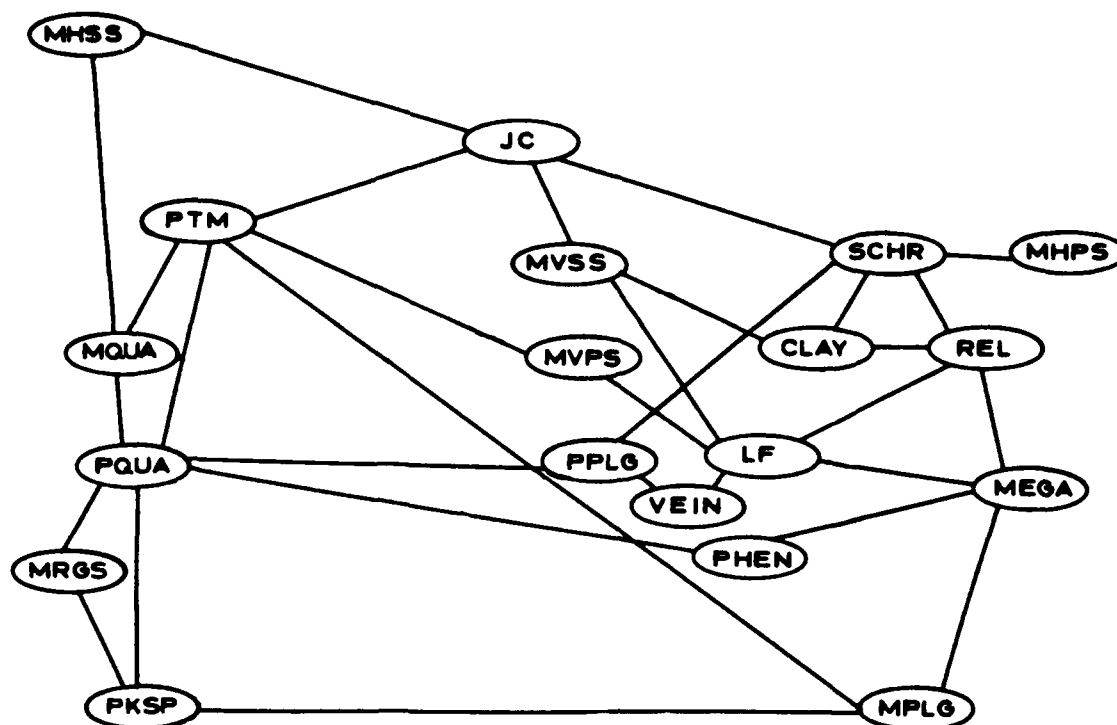 MHSS
JC
PTM
SCHR
MHPS
MVSS
MQUA
MVPS
CLAY
REL
PQUA
PPLG
LF
VEIN
MEGA
PHEN
MRGS
PKSP
MPLG